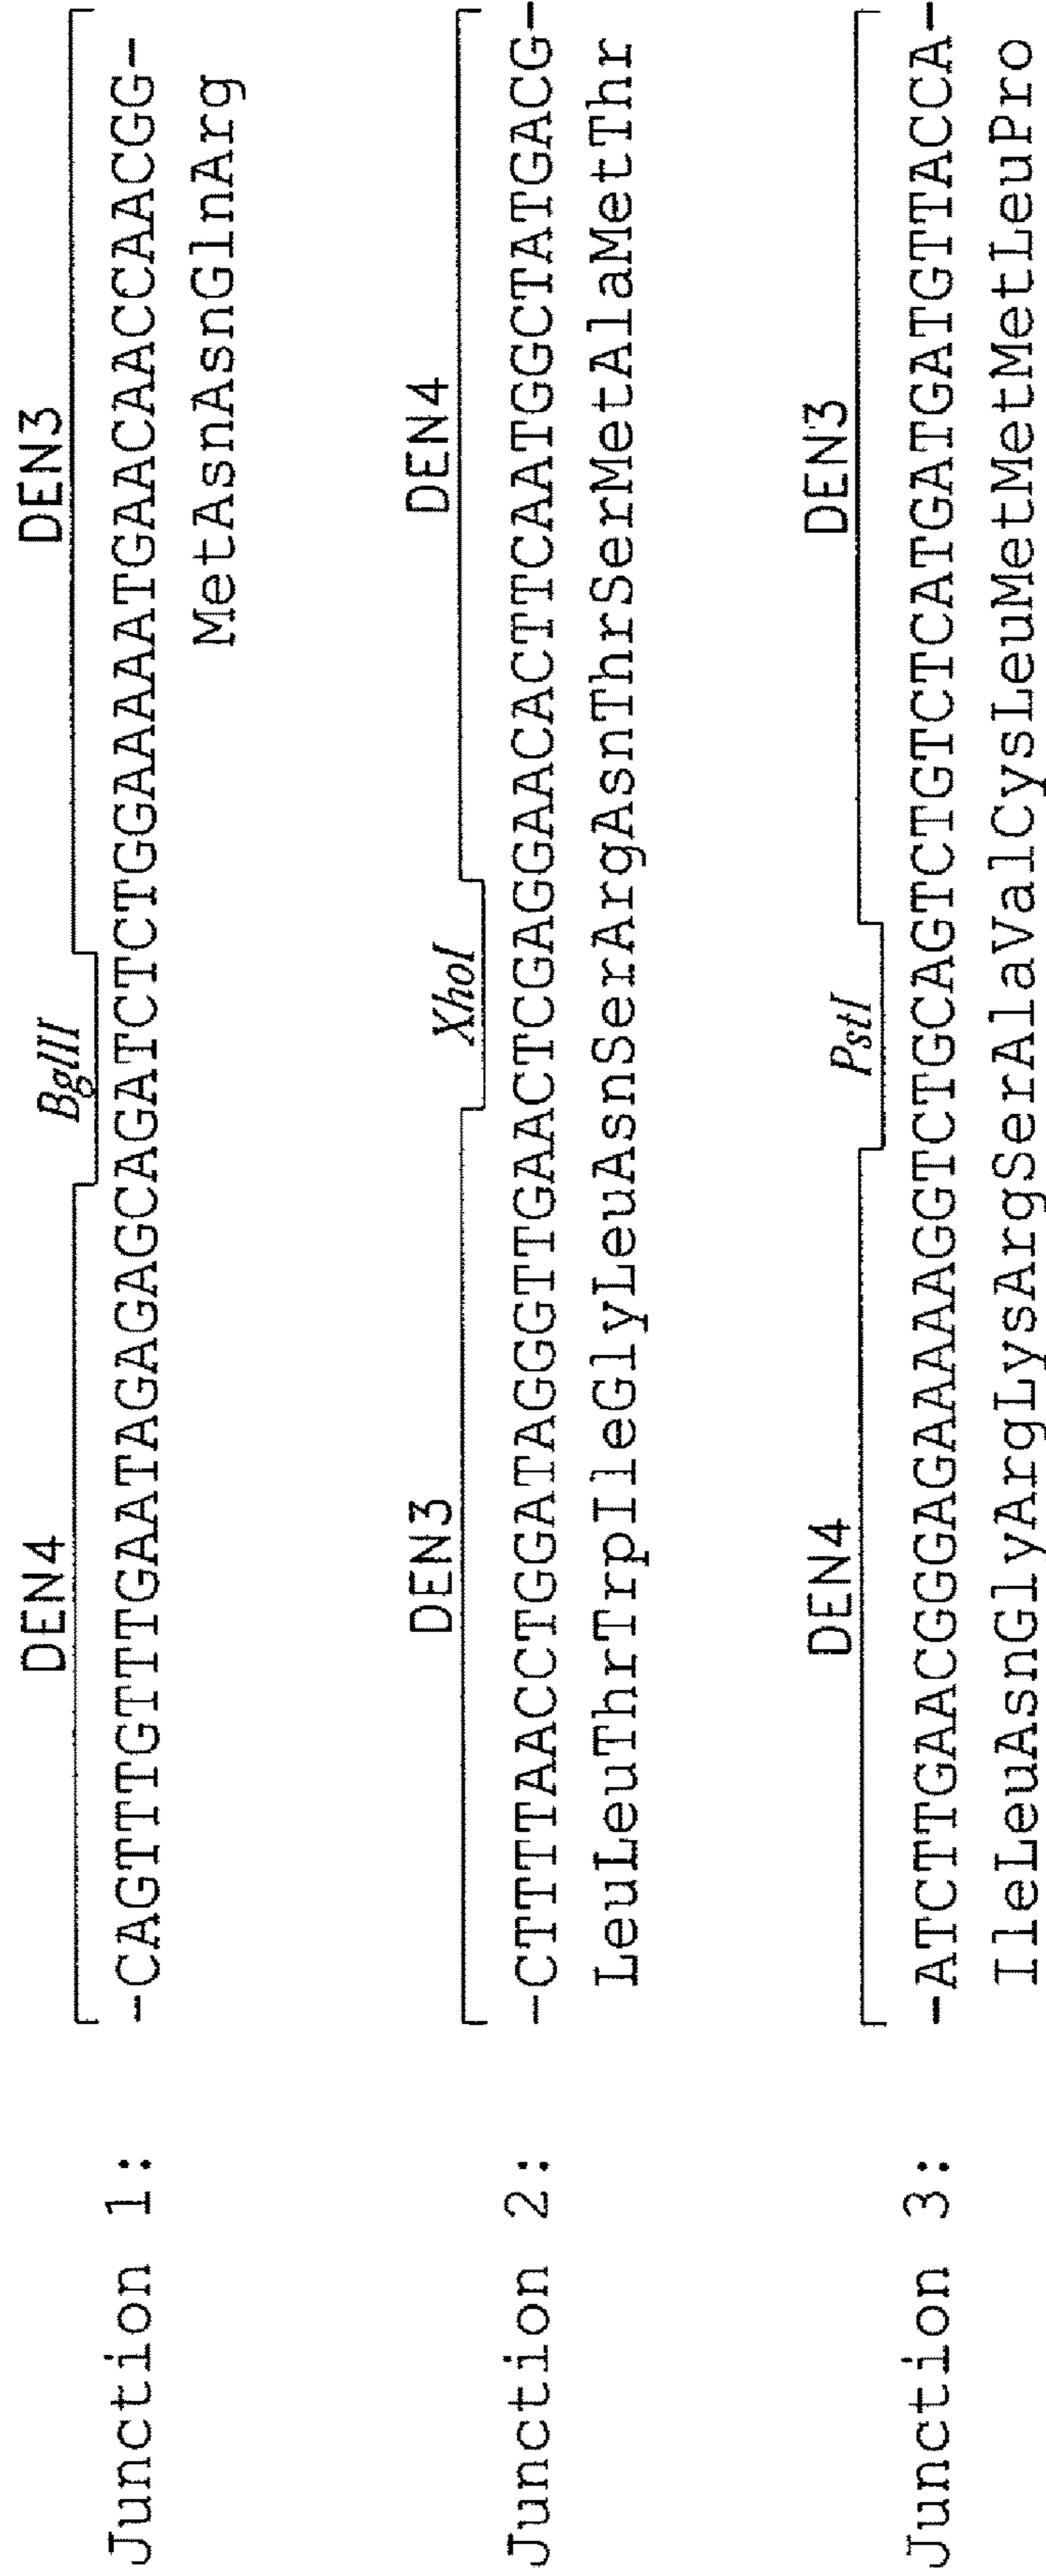 DEN4 BglII DEN3
Junction 1: -CAGTTTGTTTGAATAGAGAGCAGATCTCTGGAAAAATGAACAACCAACGG-
MetAsnAsnGlnArg
DEN3 XhoI DEN4
Junction 2: -CTTTTAACCTGGATAGGGTTGAACTCGAGGAACACTTCAATGGCTATGACG-
LeuLeuThrTrpIleGlyLeuAsnSerArgAsnThrSerMetAlaMetThr
DEN4 PstI DEN3
Junction 3: -ATCTTGAACGGGAGAAAAAGGTCTGCAGTCTGTCTCATGATGATGTTACCA-
IleLeuAsnGlyArgLysArgSerAlaValCysLeuMetMetMetLeuPro